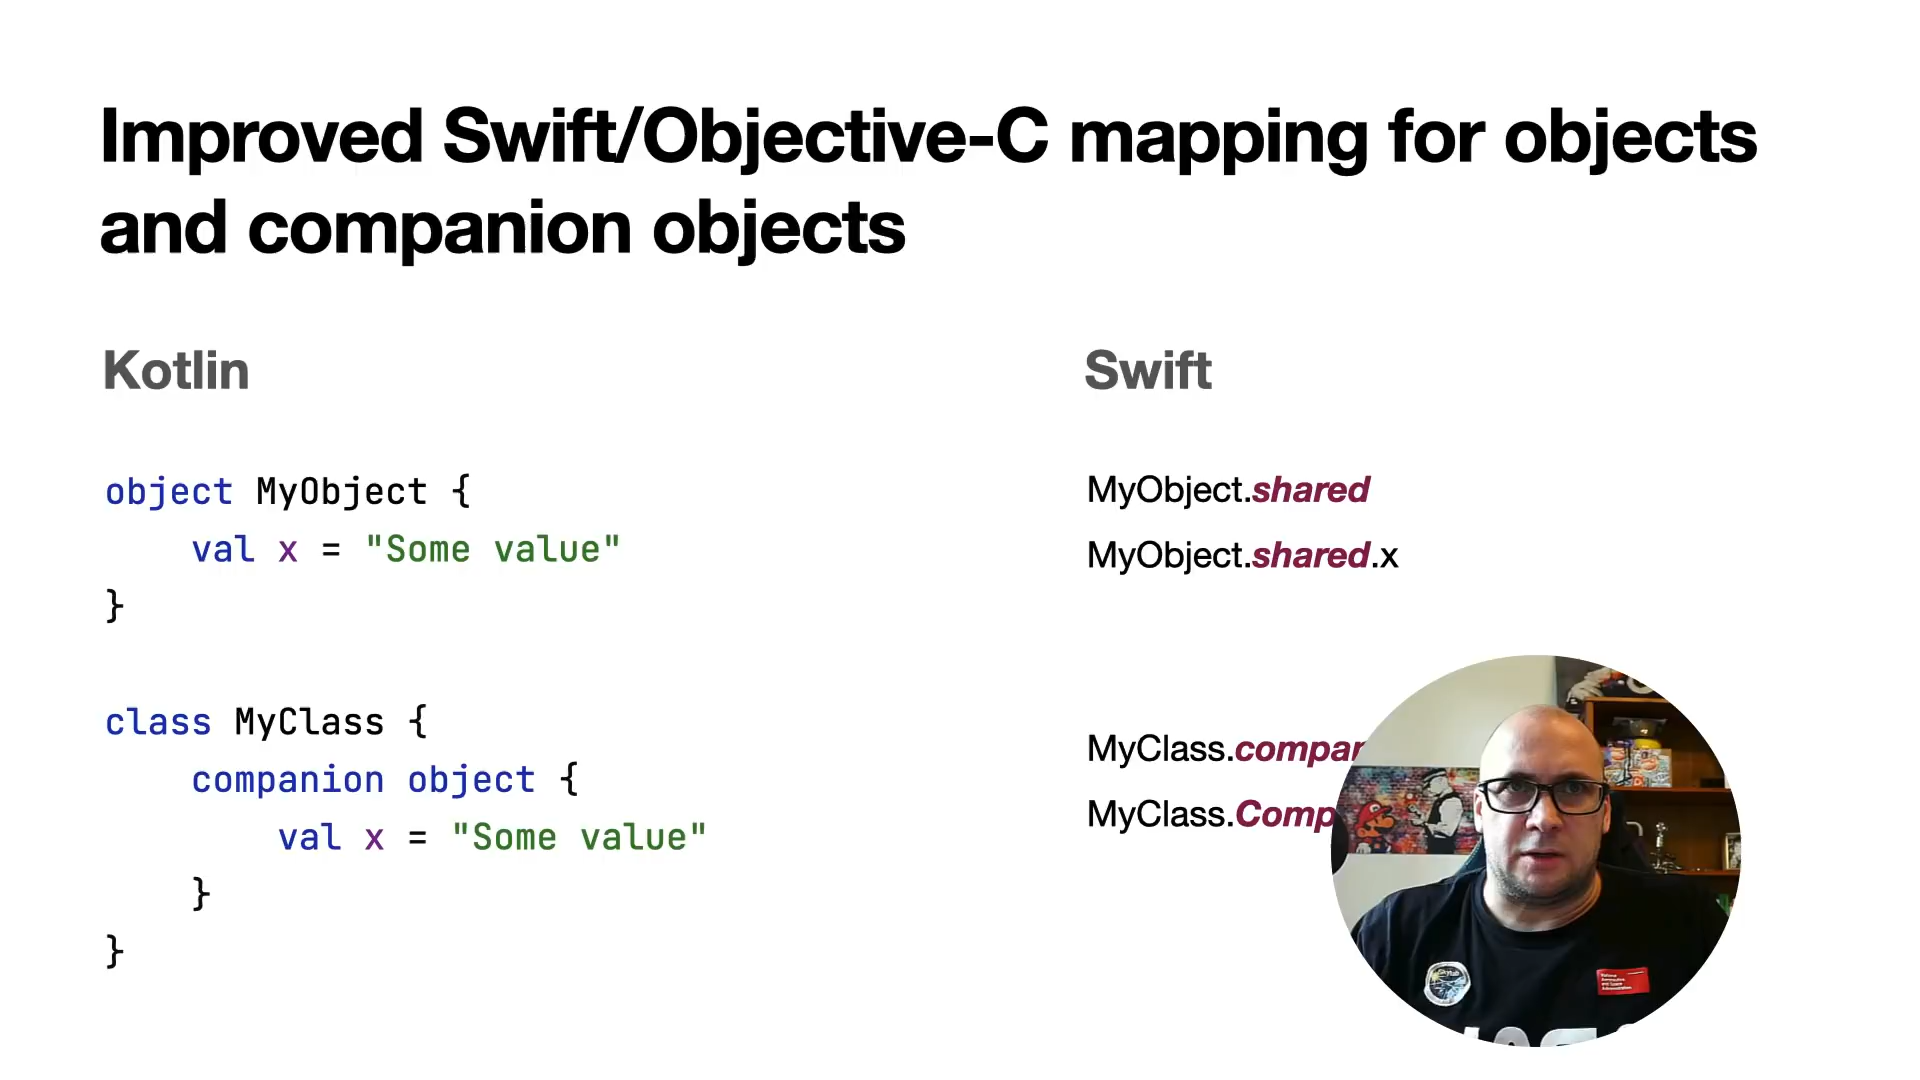 Improved Swift/Objective-C mapping for objects
and companion objects
Kotlin
object MyObject {
val x = "Some value"
}
class MyClass {
companion object {
val x = "Some value"
}
}
Swift
MyObject.shared
MyObject.shared.x
MyClass.compan
MyClass.Comp